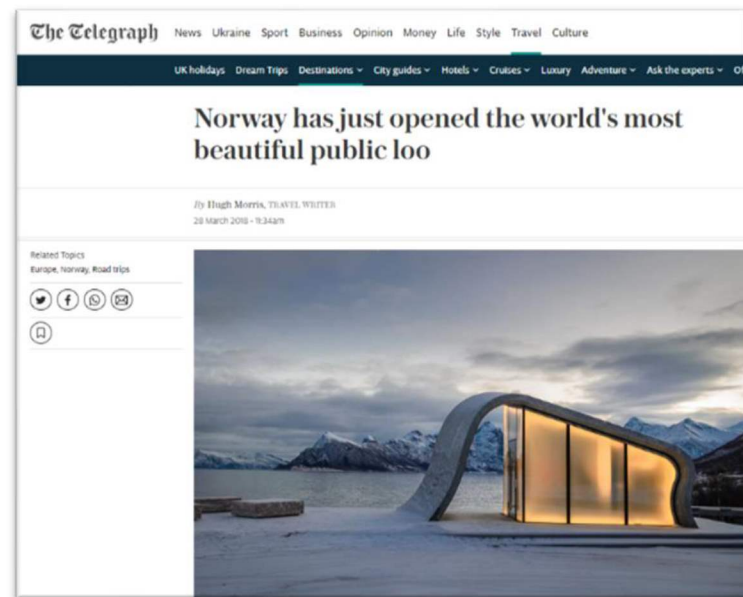 The Telegraph News Ukraine Sport Business Opinion Money Life Style Travel Culture
UK holidays Dream Trips Destinations City guides Hotels Cruises Luxury Adventure Ask the experts
Norway has just opened the world's most
beautiful public loo
By Hugh Morris, TRAVEL WRITER
28 March 2018 • 11:34am
Related Topics
Europe, Norway, Road trips